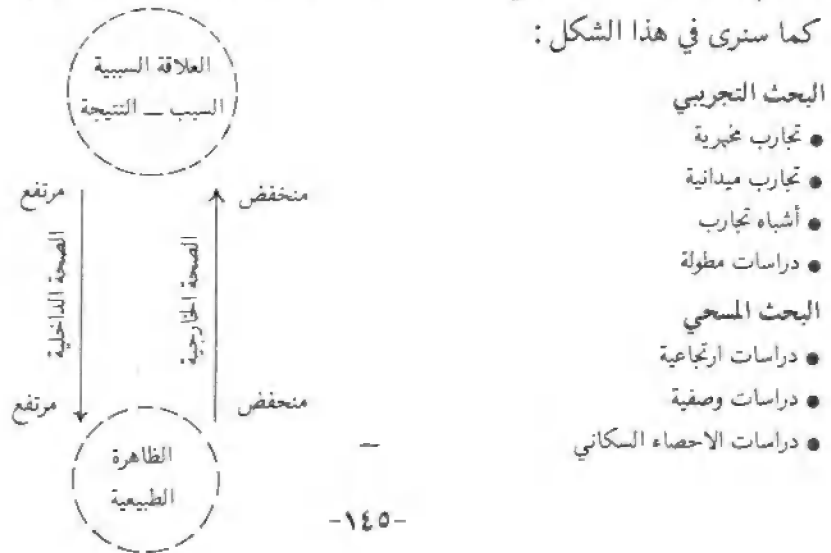 كما سنرى في هذا الشكل :
البحث التجريبي
● تجارب مخبرية
● تجارب ميدانية
● أشباه تجارب
● دراسات مطولة
البحث المسحي
● دراسات ارتجاعية
● دراسات وصفية
● دراسات الاحصاء السكاني
العلاقة السببية
السبب — النتيجة
منخفض
مرتفع
الصحة الخارجية
الصحة الداخلية
منخفض
مرتفع
الظاهرة
الطبيعية
-١٤٥-